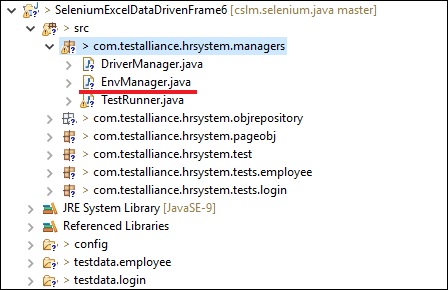 > SeleniumExcelDataDrivenFrame6 [cslm.selenium.java master]
> src
> com.testalliance.hrsystem.managers
> DriverManager.java
> EnvManager.java
> TestRunner.java
> com.testalliance.hrsystem.objrepository
> com.testalliance.hrsystem.pageobj
> com.testalliance.hrsystem.test
> com.testalliance.hrsystem.tests.employee
> com.testalliance.hrsystem.tests.login
JRE System Library [JavaSE-9]
Referenced Libraries
> config
> testdata.employee
> testdata.login